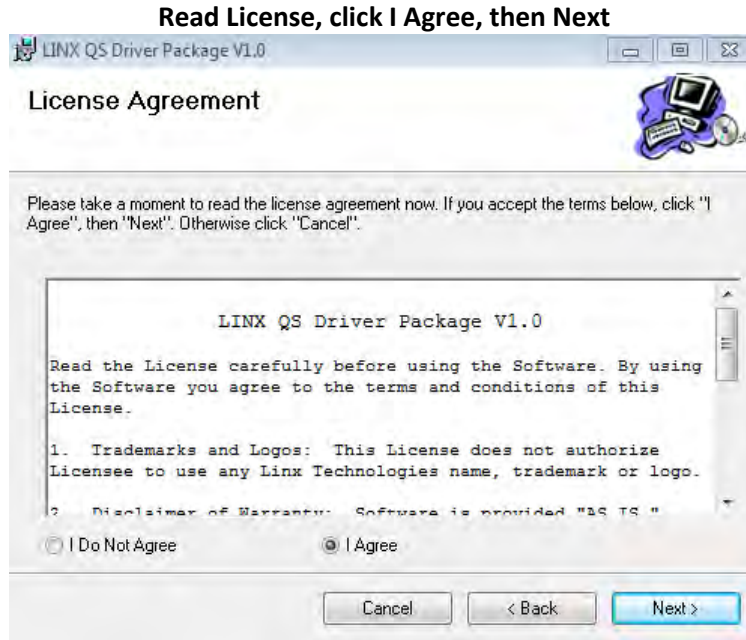 Read License, click I Agree, then Next
LINX QS Driver Package V1.0
License Agreement
Please take a moment to read the license agreement now. If you accept the terms below, click "I
Agree", then "Next". Otherwise click "Cancel".
LINX QS Driver Package V1.0
Read the License carefully before using the Software. By using
the Software you agree to the terms and conditions of this
License.
1. Trademarks and Logos: This License does not authorize
Licensee to use any Linx Technologies name, trademark or logo.
2. Disclaimer of Warranty: Software is provided "AS IS "
I Do Not Agree I Agree
Cancel < Back Next >